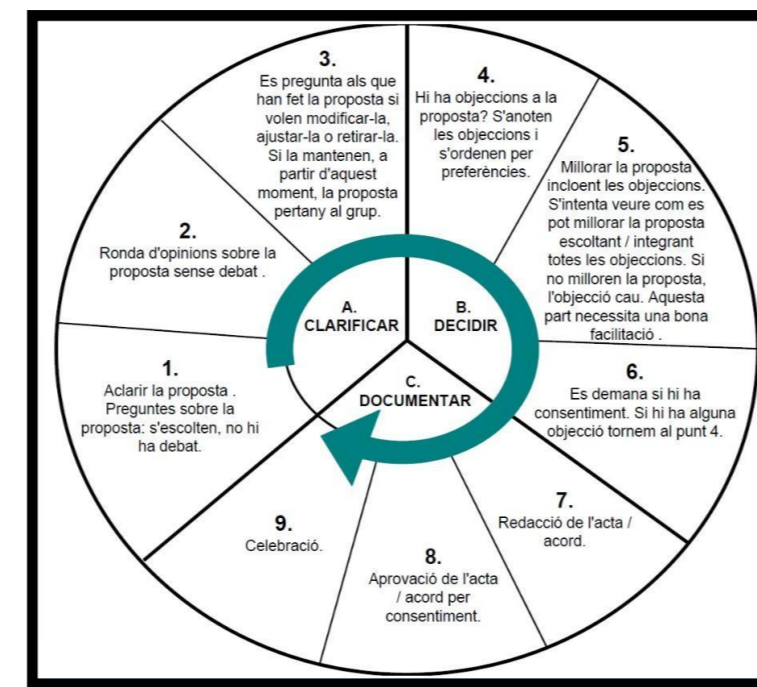 1.
Aclarir la proposta .
Preguntes sobre la
proposta: s'escolten, no hi
ha debat.
2.
Ronda d'opinions sobre la
proposta sense debat .
3.
Es pregunta als que
han fet la proposta si
volen modificar-la,
ajustar-la o retirar-la.
Si la mantenen, a
partir d'aquest
moment, la proposta
pertany al grup.
4.
Hi ha objeccions a la
proposta? S'anoten
les objeccions i
s'ordenen per
preferències.
5.
Millorar la proposta
incloent les objeccions.
S'intenta veure com es
pot millorar la proposta
escoltant / integrant
totes les objeccions. Si
no milloren la proposta,
l'objecció cau. Aquesta
part necessita una bona
facilitació .
6.
Es demana si hi ha
consentiment. Si hi ha alguna
objecció tornem al punt 4.
7.
Redacció de l'acta /
acord.
8.
Aprovació de l'acta
/ acord per
consentiment.
9.
Celebració.
A.
CLARIFICAR
B.
DECIDIR
C.
DOCUMENTAR